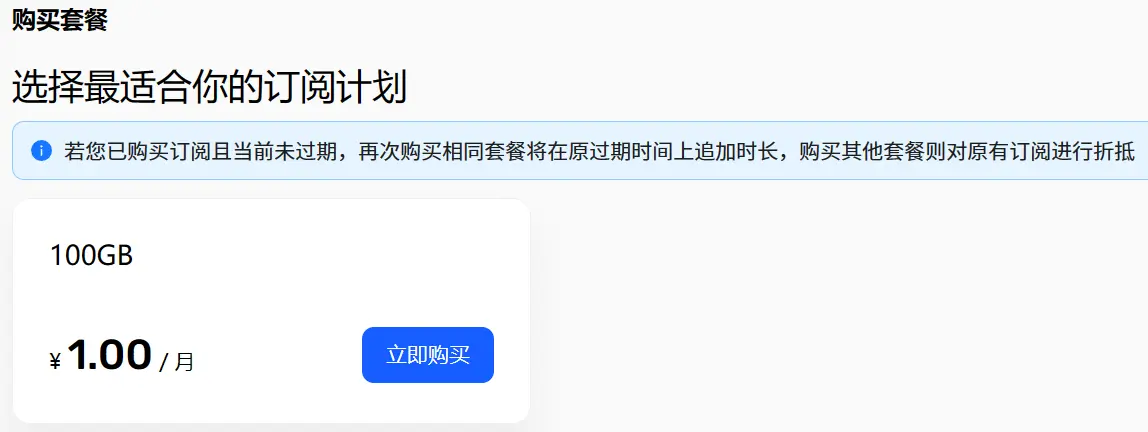 购买套餐
选择最适合你的订阅计划
若您已购买订阅且当前未过期，再次购买相同套餐将在原过期时间上追加时长，购买其他套餐则对原有订阅进行折抵
100GB
¥1.00 / 月
立即购买